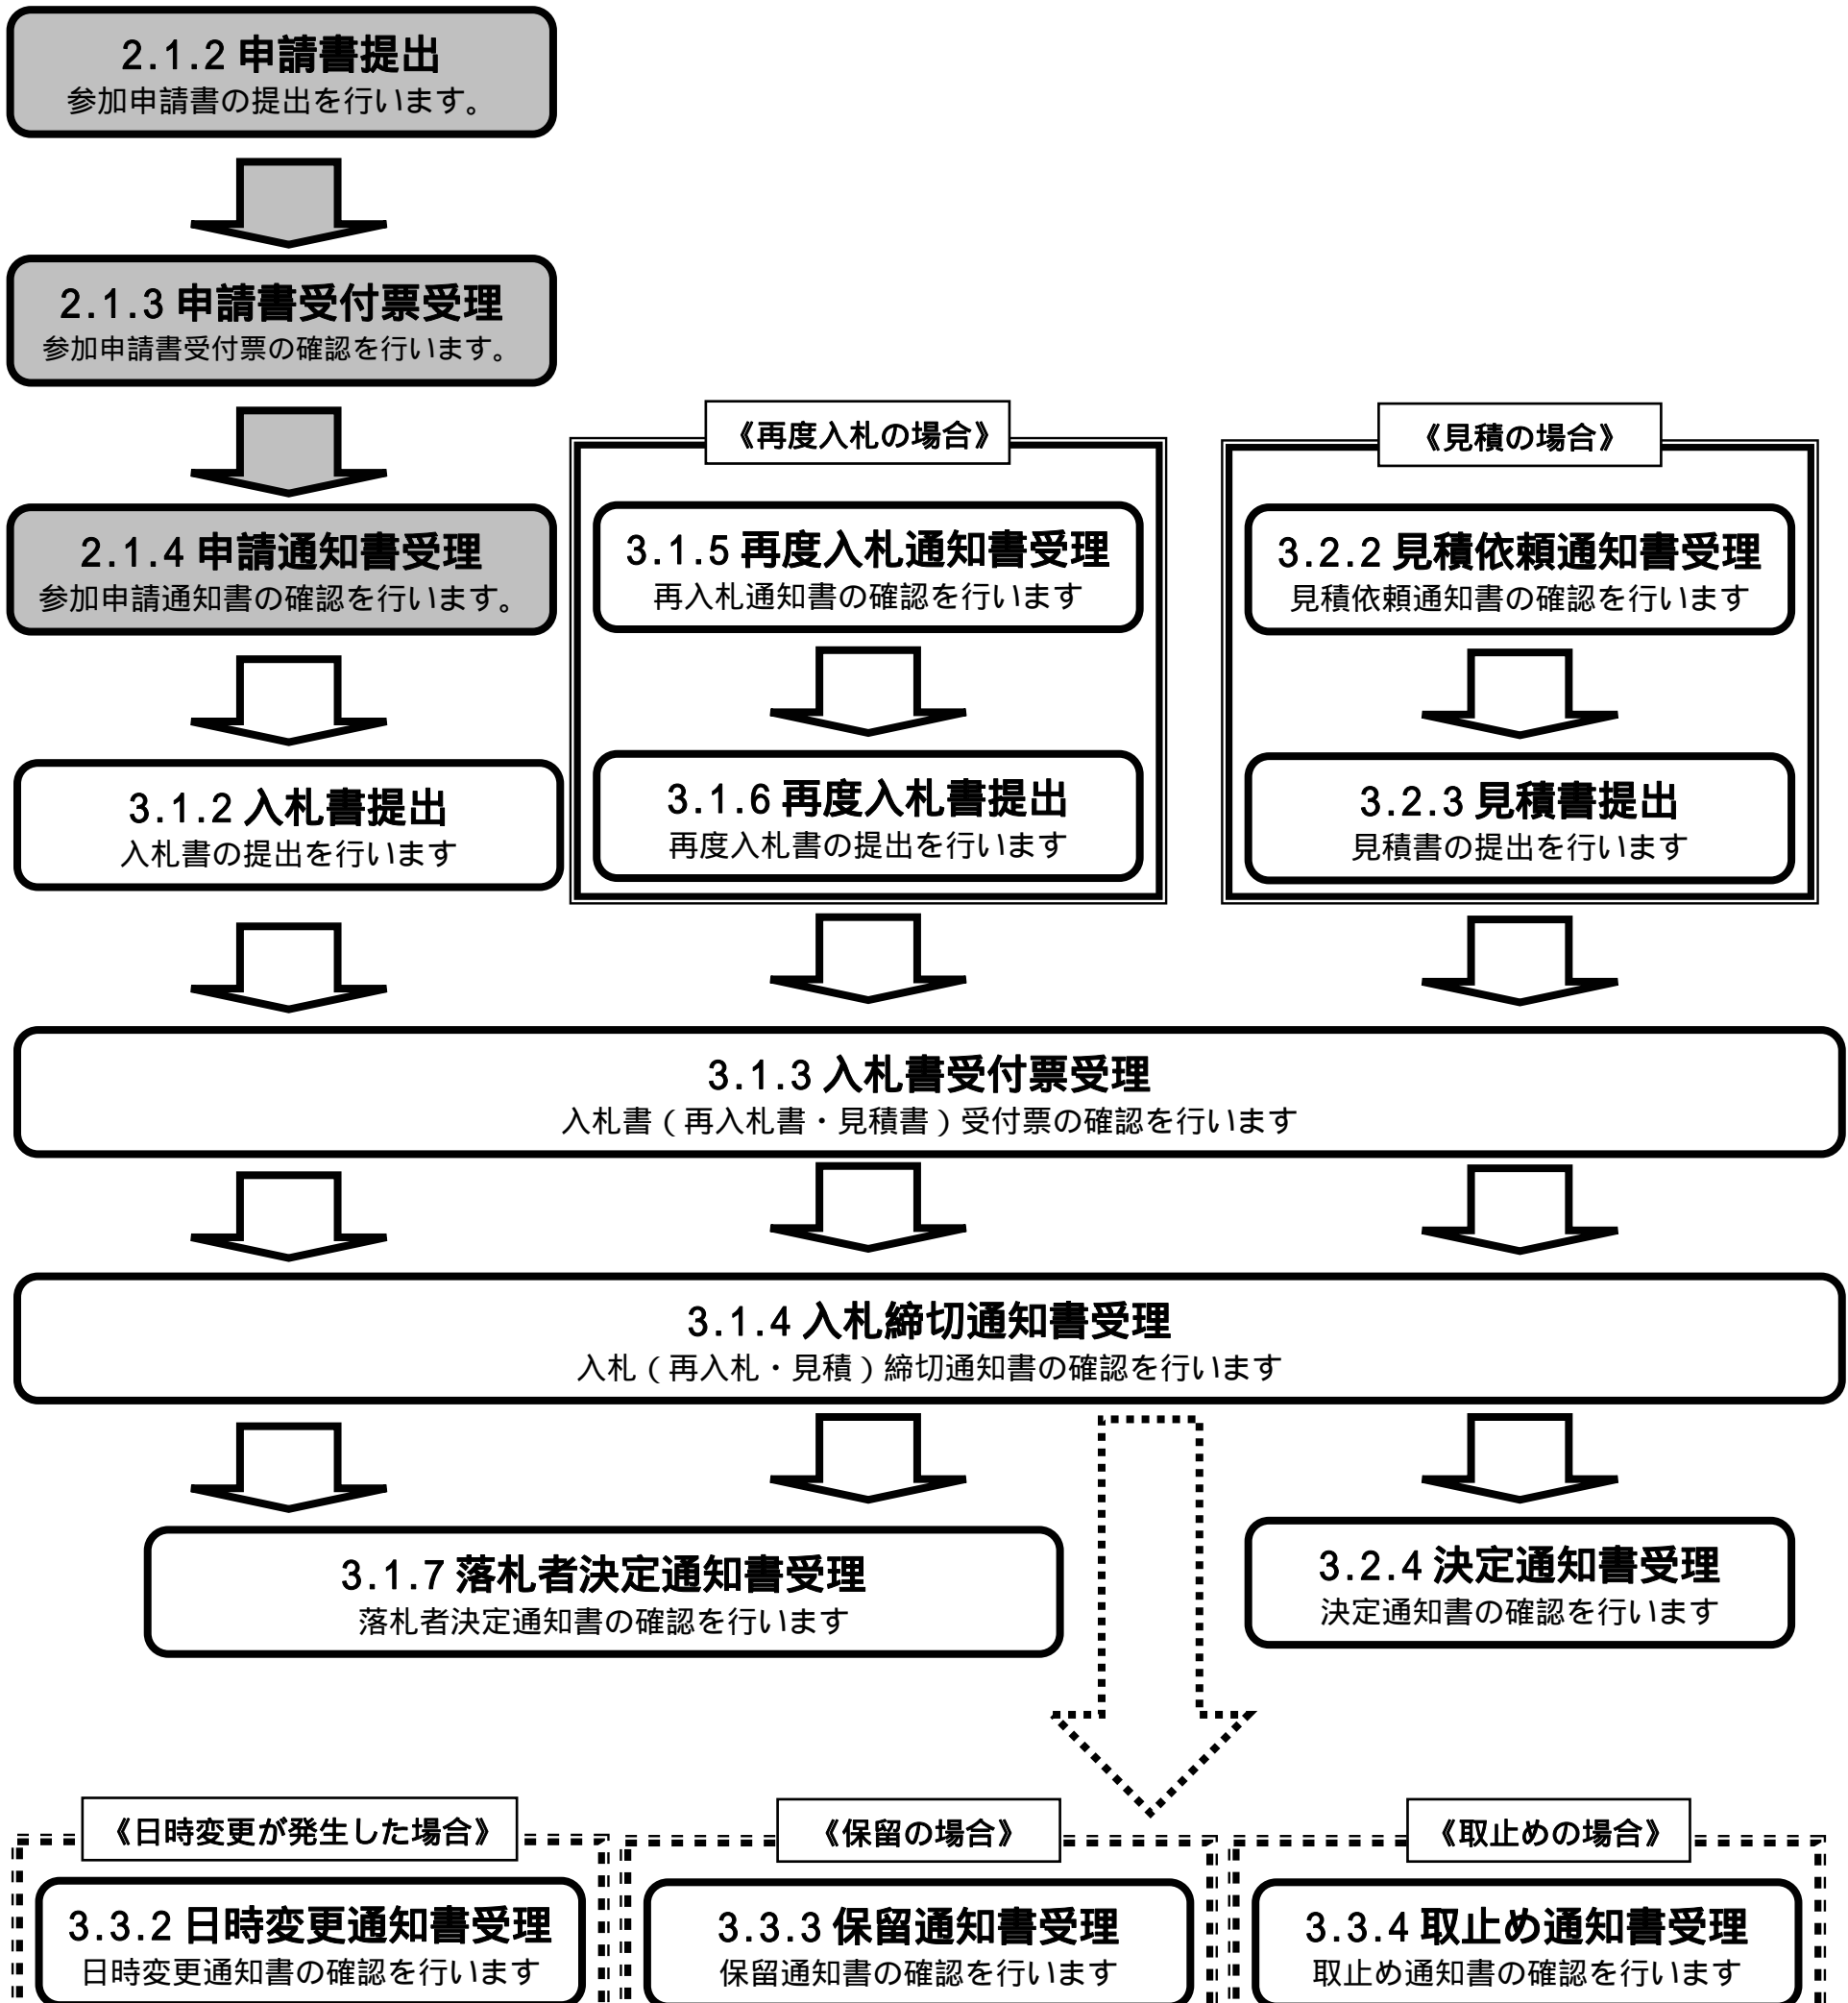 2.1.2 申請書提出
参加申請書の提出を行います。
2.1.3 申請書受付票受理
参加申請書受付票の確認を行います。
2.1.4 申請通知書受理
参加申請通知書の確認を行います。
3.1.2 入札書提出
入札書の提出を行います
《再度入札の場合》
3.1.5 再度入札通知書受理
再入札通知書の確認を行います
3.1.6 再度入札書提出
再度入札書の提出を行います
《見積の場合》
3.2.2 見積依頼通知書受理
見積依頼通知書の確認を行います
3.2.3 見積書提出
見積書の提出を行います
3.1.3 入札書受付票受理
入札書（再入札書・見積書）受付票の確認を行います
3.1.4 入札締切通知書受理
入札（再入札・見積）締切通知書の確認を行います
3.1.7 落札者決定通知書受理
落札者決定通知書の確認を行います
3.2.4 決定通知書受理
決定通知書の確認を行います
《日時変更が発生した場合》
3.3.2 日時変更通知書受理
日時変更通知書の確認を行います
《保留の場合》
3.3.3 保留通知書受理
保留通知書の確認を行います
《取止めの場合》
3.3.4 取止め通知書受理
取止め通知書の確認を行います